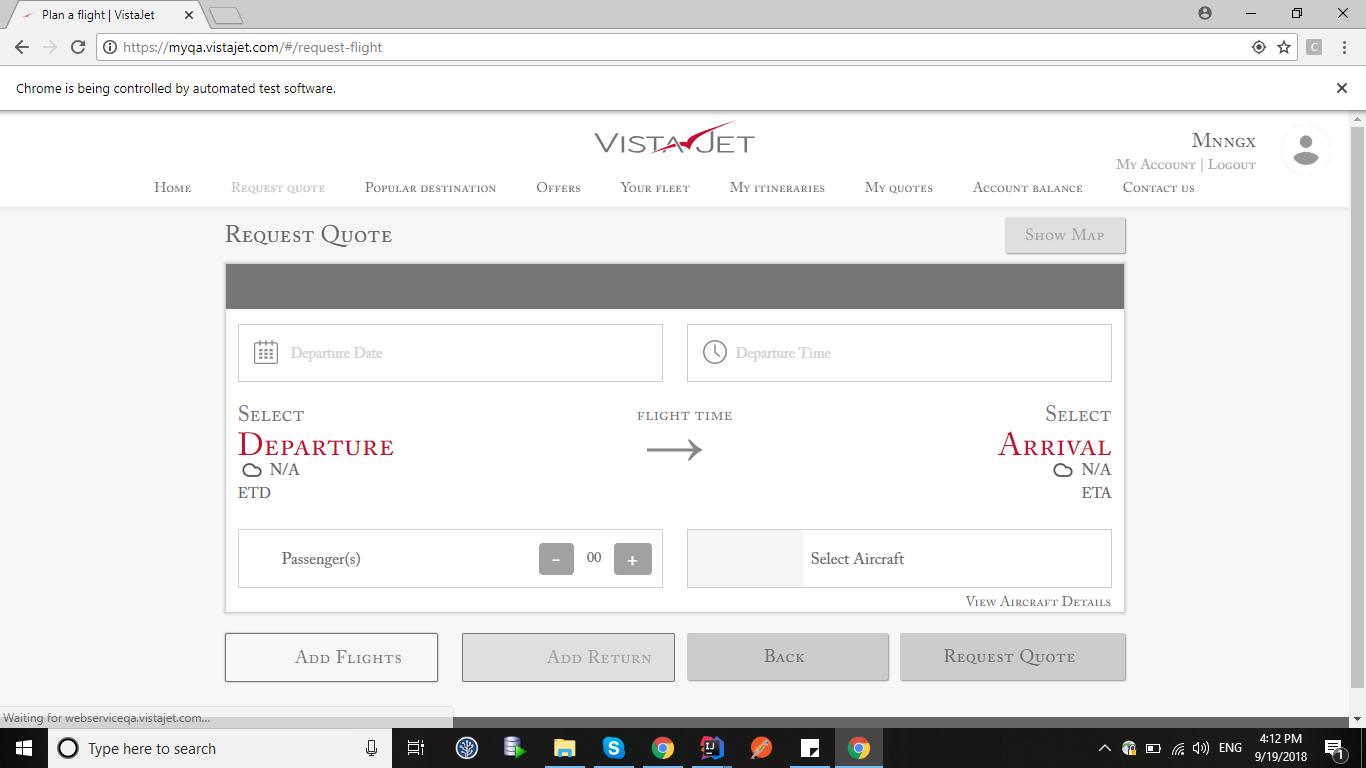 Plan a flight | VistaJet
https://myqa.vistajet.com/#/request-flight
C
Chrome is being controlled by automated test software.
VISTAJET
Mnngx
My Account | Logout
Home Request quote Popular destination Offers Your fleet My itineraries My quotes Account balance Contact us
Request Quote
Show Map
Departure Date
Departure Time
Select
flight time
Select
Departure
Arrival
N/A
N/A
ETD
ETA
Passenger(s)
- 00 +
Select Aircraft
View Aircraft Details
Add Flights
Add Return
Back
Request Quote
Waiting for webserviceqa.vistajet.com...
Type here to search
ENG
4:12 PM
9/19/2018
1